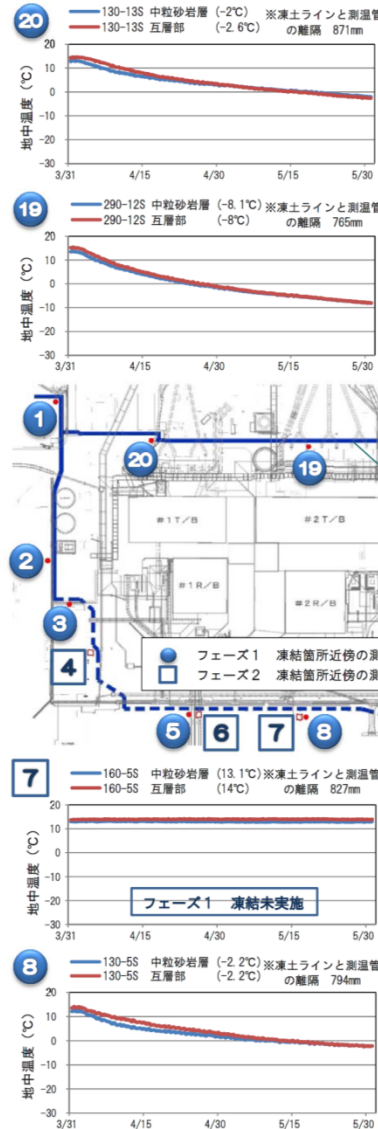 20
130-13S 中粒砂岩層 (-2℃) ※凍土ラインと測温管
130-13S 互層部 (-2.6℃) の離隔 871mm
地中温度 (℃)
20
10
0
-10
-20
-30
3/31 4/15 4/30 5/15 5/30
19
290-12S 中粒砂岩層 (-8.1℃) ※凍土ラインと測温管
290-12S 互層部 (-8℃) の離隔 765mm
地中温度 (℃)
20
10
0
-10
-20
-30
3/31 4/15 4/30 5/15 5/30
1
20
19
#1T/B
#2T/B
2
#1R/B
#2R/B
3
4
フェーズ1 凍結箇所近傍の測
フェーズ2 凍結箇所近傍の測
5
6
7
8
7
160-5S 中粒砂岩層 (13.1℃) ※凍土ラインと測温管
160-5S 互層部 (14℃) の離隔 827mm
地中温度 (℃)
20
10
0
-10
-20
-30
フェーズ1 凍結未実施
3/31 4/15 4/30 5/15 5/30
8
130-5S 中粒砂岩層 (-2.2℃) ※凍土ラインと測温管
130-5S 互層部 (-2.2℃) の離隔 794mm
地中温度 (℃)
20
10
0
-10
-20
-30
3/31 4/15 4/30 5/15 5/30